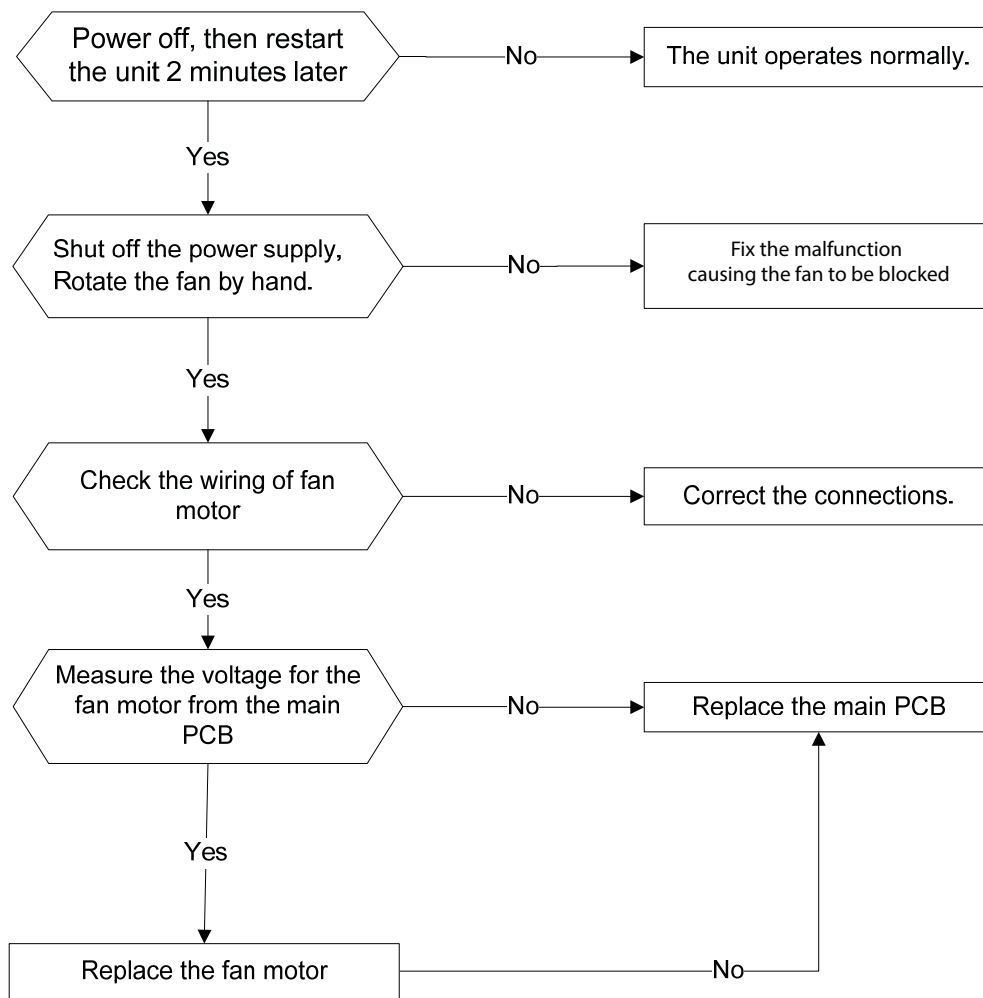 Power off, then restart
the unit 2 minutes later
No
The unit operates normally.
Yes
Shut off the power supply,
Rotate the fan by hand.
No
Fix the malfunction
causing the fan to be blocked
Yes
Check the wiring of fan
motor
No
Correct the connections.
Yes
Measure the voltage for the
fan motor from the main
PCB
No
Replace the main PCB
Yes
Replace the fan motor
No